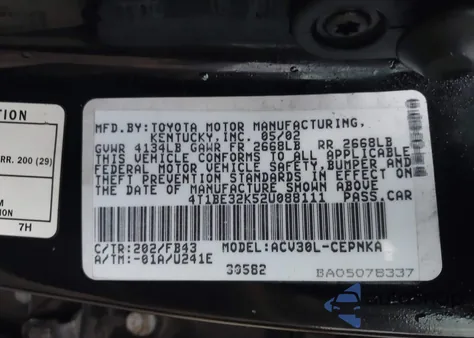 TION
RR. 200 (29)
M
ON
7H
MFD.BY:TOYOTA MOTOR MANUFACTURING,
KENTUCKY,INC. 05/02
GVWR 4134LB GAWR FR 2668LB RR 2668LB
THIS VEHICLE CONFORMS TO ALL APPLICABLE
FEDERAL MOTOR VEHICLE SAFETY, BUMPER AND
THEFT PREVENTION STANDARDS IN EFFECT ON
THE DATE OF MANUFACTURE SHOWN ABOVE
4T1BE32K52U088111 PASS.CAR
C/TR:202/FB43 MODEL:ACV30L-CEPNKA
A/TM:-01A/U241E
30582
BA05078337